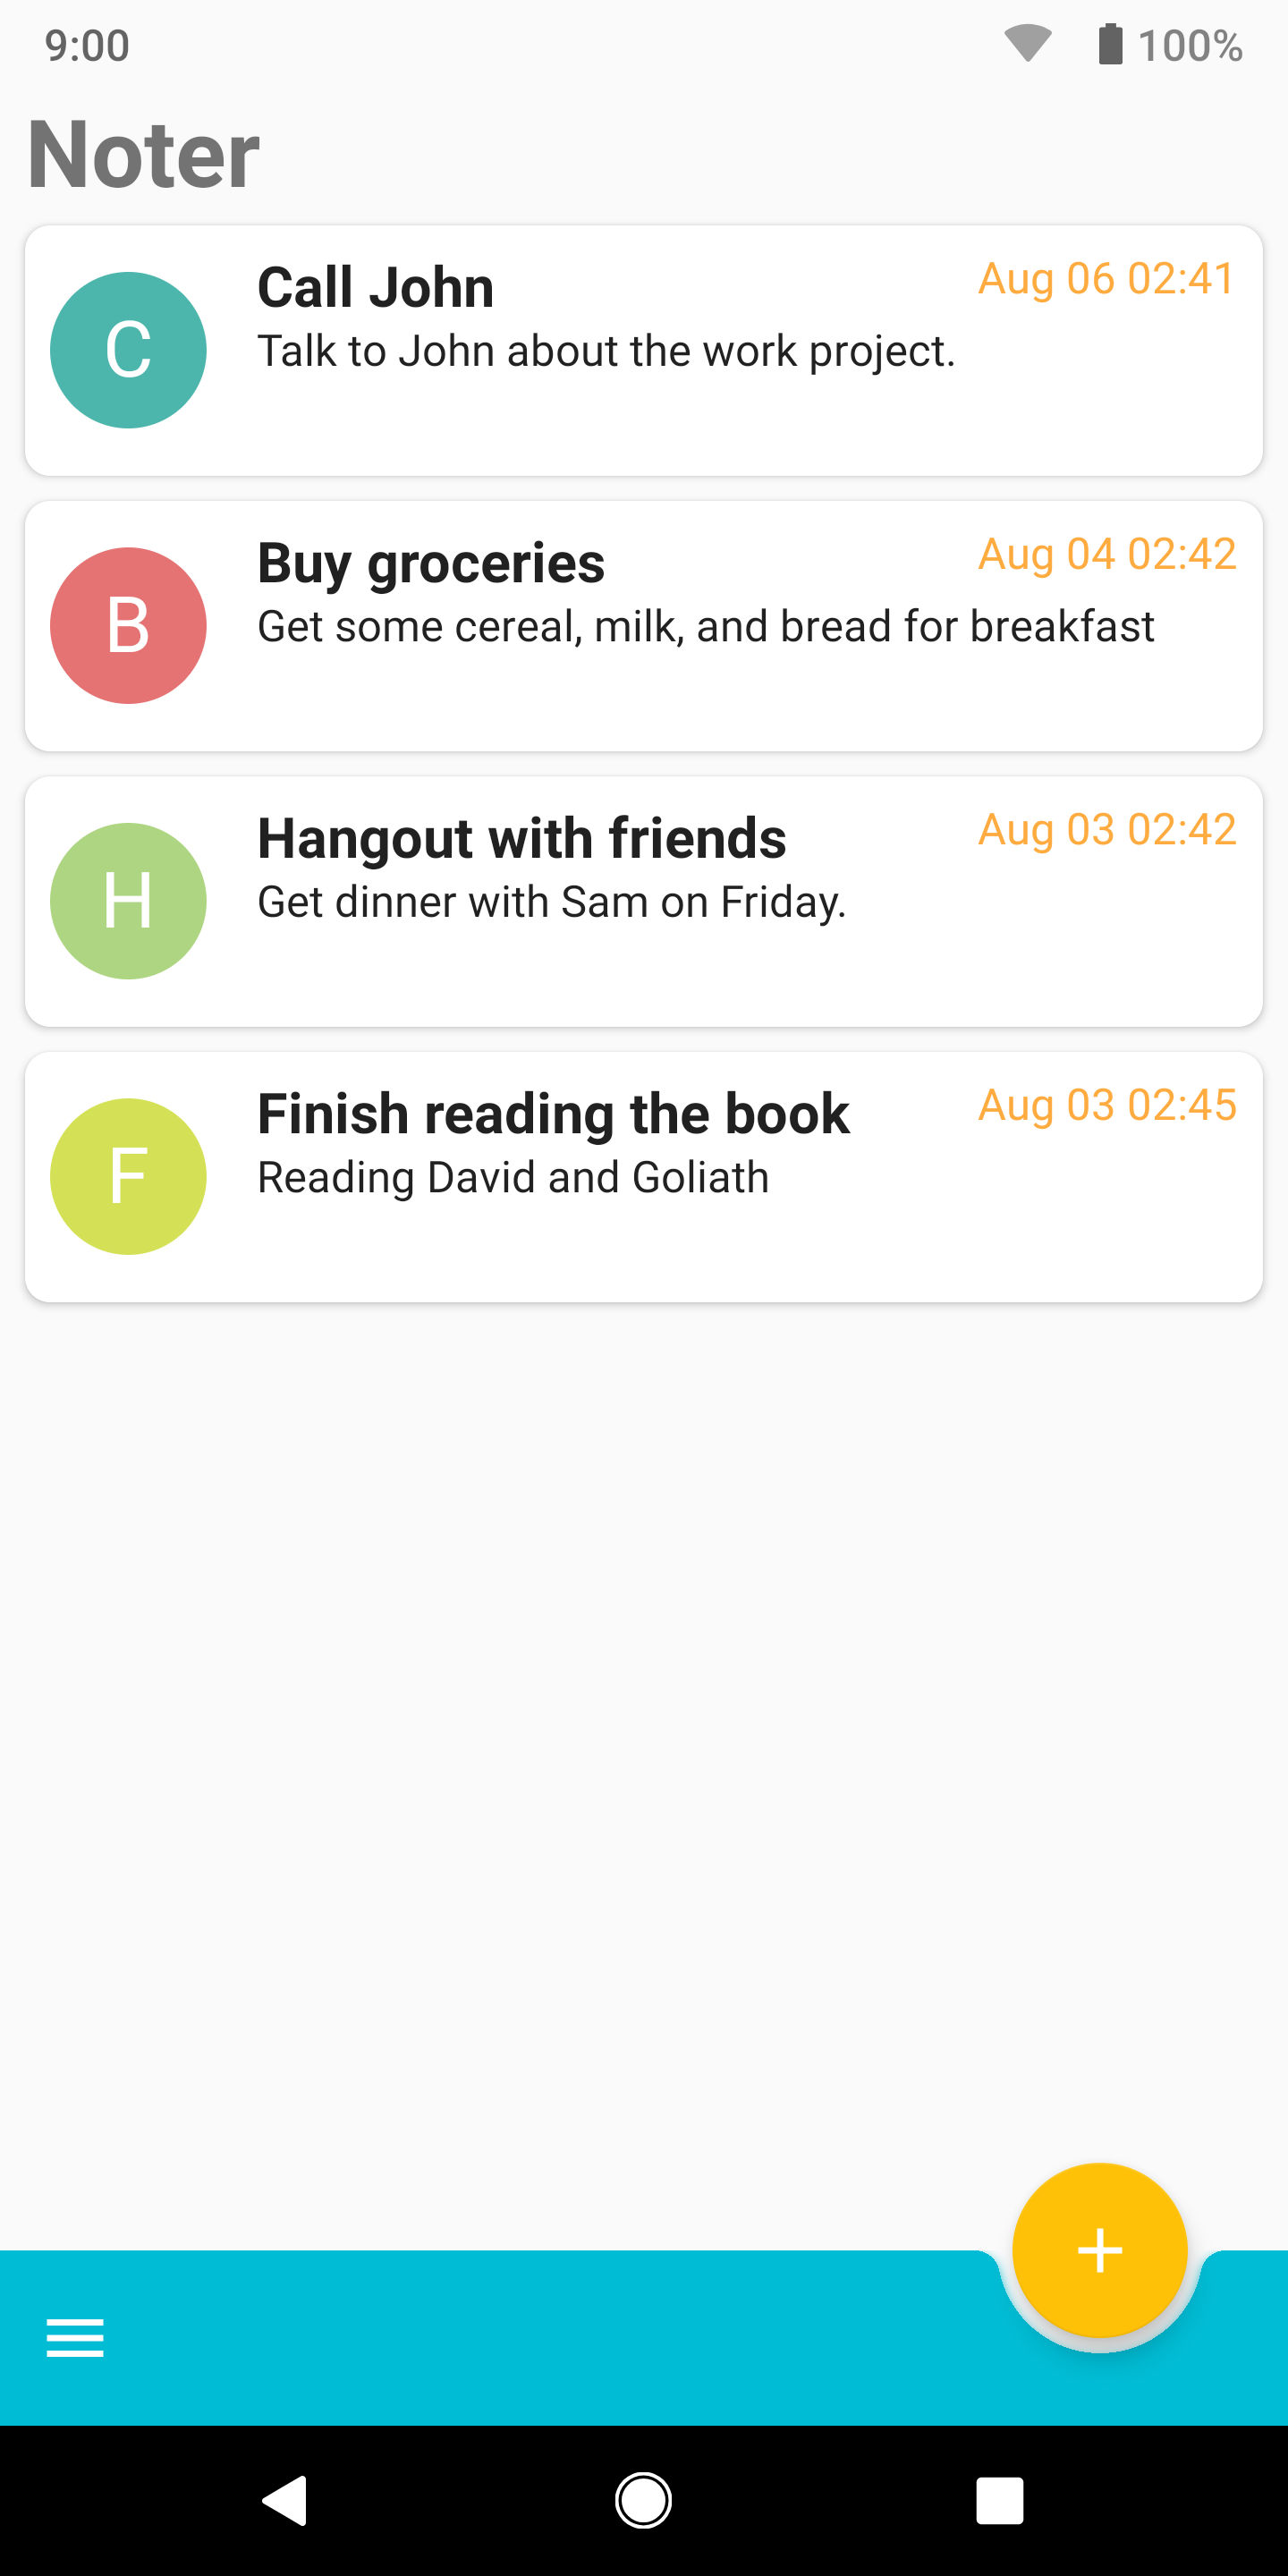 9:00 100%
Noter
C Call John Aug 06 02:41
Talk to John about the work project.
B Buy groceries Aug 04 02:42
Get some cereal, milk, and bread for breakfast
H Hangout with friends Aug 03 02:42
Get dinner with Sam on Friday.
F Finish reading the book Aug 03 02:45
Reading David and Goliath